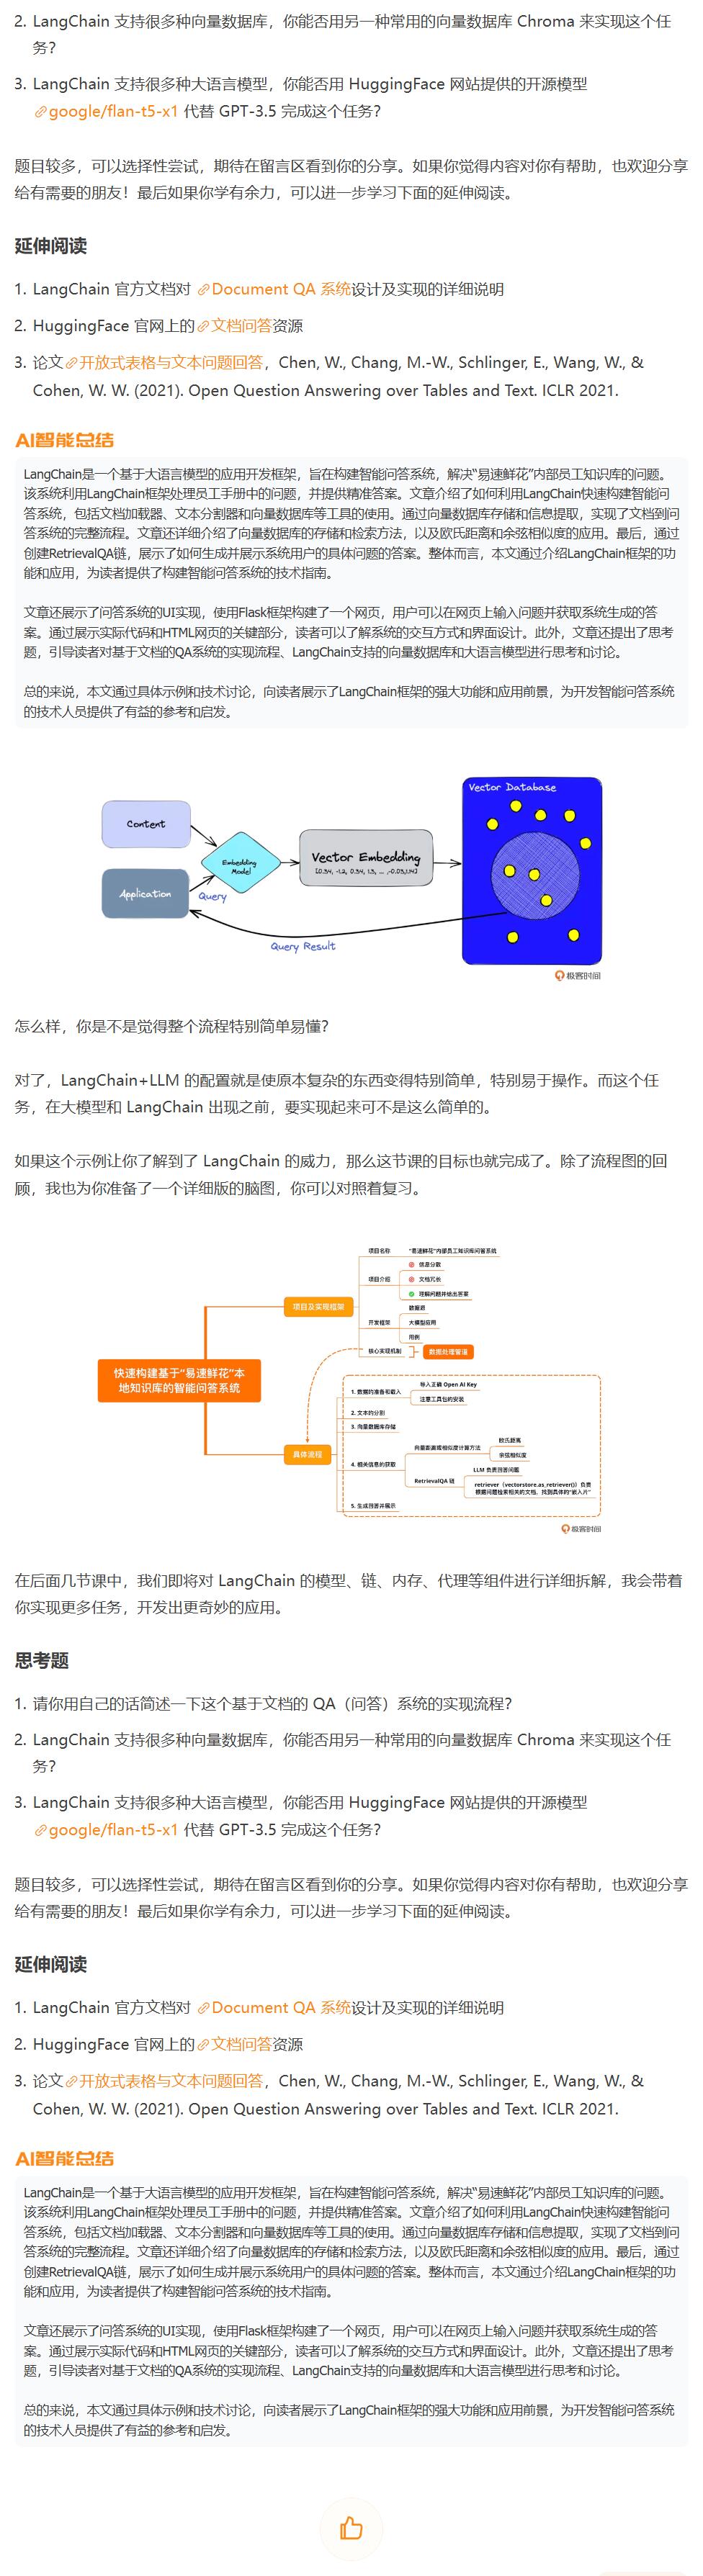 2. LangChain 支持很多种向量数据库，你能否用另一种常用的向量数据库 Chroma 来实现这个任
务？
3. LangChain 支持很多种大语言模型，你能否用 HuggingFace 网站提供的开源模型
google/flan-t5-x1 代替 GPT-3.5 完成这个任务？
题目较多，可以选择性尝试，期待在留言区看到你的分享。如果你觉得内容对你有帮助，也欢迎分享
给有需要的朋友！最后如果你学有余力，可以进一步学习下面的延伸阅读。
延伸阅读
1. LangChain 官方文档对 Document QA 系统设计及实现的详细说明
2. HuggingFace 官网上的文档问答资源
3. 论文开放式表格与文本问题回答，Chen, W., Chang, M.-W., Schlinger, E., Wang, W., &
Cohen, W. W. (2021). Open Question Answering over Tables and Text. ICLR 2021.
AI智能总结
LangChain是一个基于大语言模型的应用开发框架，旨在构建智能问答系统，解决“易速鲜花”内部员工知识库的问题。
该系统利用LangChain框架处理员工手册中的问题，并提供精准答案。文章介绍了如何利用LangChain快速构建智能问
答系统，包括文档加载器、文本分割器和向量数据库等工具的使用。通过向量数据库存储和信息提取，实现了文档到问
答系统的完整流程。文章还详细介绍了向量数据库的存储和检索方法，以及欧氏距离和余弦相似度的应用。最后，通过
创建RetrievalQA链，展示了如何生成并展示系统用户的具体问题的答案。整体而言，本文通过介绍LangChain框架的功
能和应用，为读者提供了构建智能问答系统的技术指南。
文章还展示了问答系统的UI实现，使用Flask框架构建了一个网页，用户可以在网页上输入问题并获取系统生成的答
案。通过展示实际代码和HTML网页的关键部分，读者可以了解系统的交互方式和界面设计。此外，文章还提出了思考
题，引导读者对基于文档的QA系统的实现流程、LangChain支持的向量数据库和大语言模型进行思考和讨论。
总的来说，本文通过具体示例和技术讨论，向读者展示了LangChain框架的强大功能和应用前景，为开发智能问答系统
的技术人员提供了有益的参考和启发。
Vector Database
Content
Embedding
Model
Vector Embedding
[0.34, -1.2, 0.34, 1.3, ... ,-0.03,1.14]
Application
Query
Query Result
极客时间
怎么样，你是不是觉得整个流程特别简单易懂？
对了，LangChain+LLM 的配置就是使原本复杂的东西变得特别简单，特别易于操作。而这个任
务，在大模型和 LangChain 出现之前，要实现起来可不是这么简单的。
如果这个示例让你了解到了 LangChain 的威力，那么这节课的目标也就完成了。除了流程图的回
顾，我也为你准备了一个详细版的脑图，你可以对照着复习。
项目名称
“易速鲜花”内部员工知识库问答系统
信息分散
项目介绍
文档冗长
理解问题并给出答案
项目及实现框架
数据源
开发框架
大模型应用
用例
核心实现机制
数据处理管道
快速构建基于“易速鲜花”本
地知识库的智能问答系统
1. 数据的准备和载入
导入正确 Open AI Key
注意工具包的安装
2. 文本的分割
3. 向量数据库存储
具体流程
4. 相关信息的获取
向量距离或相似度计算方法
欧氏距离
余弦相似度
RetrievalQA 链
LLM 负责回答问题
retriever（vectorstore.as_retriever()）负责
根据问题检索相关的文档，找到具体的“嵌入片”
5. 生成回答并展示
极客时间
在后面几节课中，我们即将对 LangChain 的模型、链、内存、代理等组件进行详细拆解，我会带着
你实现更多任务，开发出更奇妙的应用。
思考题
1. 请你用自己的话简述一下这个基于文档的 QA（问答）系统的实现流程？
2. LangChain 支持很多种向量数据库，你能否用另一种常用的向量数据库 Chroma 来实现这个任
务？
3. LangChain 支持很多种大语言模型，你能否用 HuggingFace 网站提供的开源模型
google/flan-t5-x1 代替 GPT-3.5 完成这个任务？
题目较多，可以选择性尝试，期待在留言区看到你的分享。如果你觉得内容对你有帮助，也欢迎分享
给有需要的朋友！最后如果你学有余力，可以进一步学习下面的延伸阅读。
延伸阅读
1. LangChain 官方文档对 Document QA 系统设计及实现的详细说明
2. HuggingFace 官网上的文档问答资源
3. 论文开放式表格与文本问题回答，Chen, W., Chang, M.-W., Schlinger, E., Wang, W., &
Cohen, W. W. (2021). Open Question Answering over Tables and Text. ICLR 2021.
AI智能总结
LangChain是一个基于大语言模型的应用开发框架，旨在构建智能问答系统，解决“易速鲜花”内部员工知识库的问题。
该系统利用LangChain框架处理员工手册中的问题，并提供精准答案。文章介绍了如何利用LangChain快速构建智能问
答系统，包括文档加载器、文本分割器和向量数据库等工具的使用。通过向量数据库存储和信息提取，实现了文档到问
答系统的完整流程。文章还详细介绍了向量数据库的存储和检索方法，以及欧氏距离和余弦相似度的应用。最后，通过
创建RetrievalQA链，展示了如何生成并展示系统用户的具体问题的答案。整体而言，本文通过介绍LangChain框架的功
能和应用，为读者提供了构建智能问答系统的技术指南。
文章还展示了问答系统的UI实现，使用Flask框架构建了一个网页，用户可以在网页上输入问题并获取系统生成的答
案。通过展示实际代码和HTML网页的关键部分，读者可以了解系统的交互方式和界面设计。此外，文章还提出了思考
题，引导读者对基于文档的QA系统的实现流程、LangChain支持的向量数据库和大语言模型进行思考和讨论。
总的来说，本文通过具体示例和技术讨论，向读者展示了LangChain框架的强大功能和应用前景，为开发智能问答系统
的技术人员提供了有益的参考和启发。